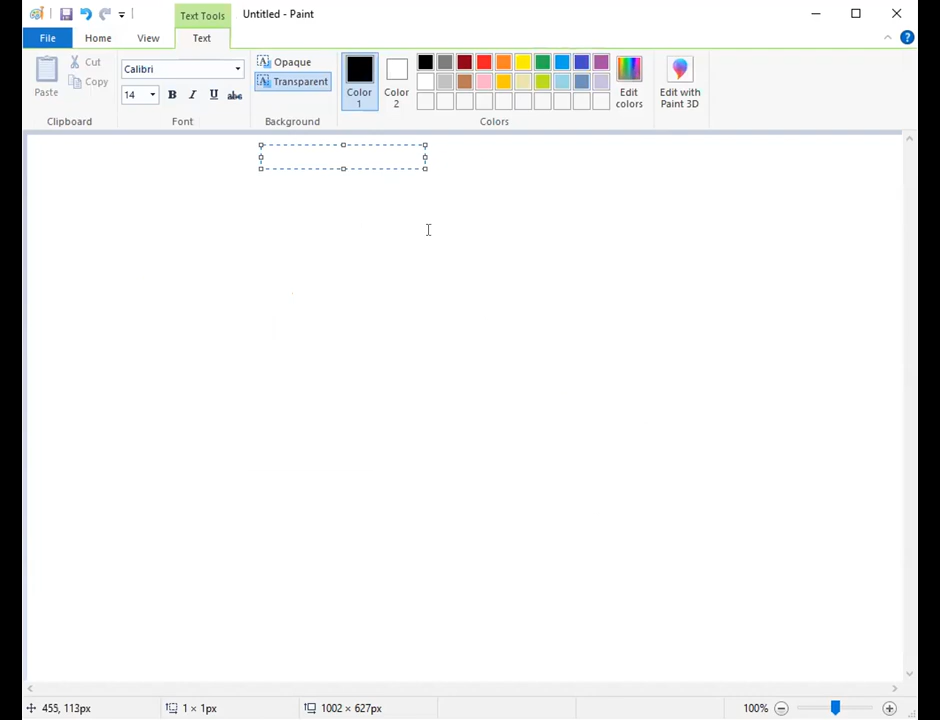 Text Tools
Untitled - Paint
File
Home
View
Text
Paste
Cut
Copy
Clipboard
Calibri
14
B I U abc
Font
Opaque
Transparent
Background
Color 1
Color 2
Edit colors
Colors
Edit with Paint 3D
455, 113px
1 × 1px
1002 × 627px
100%